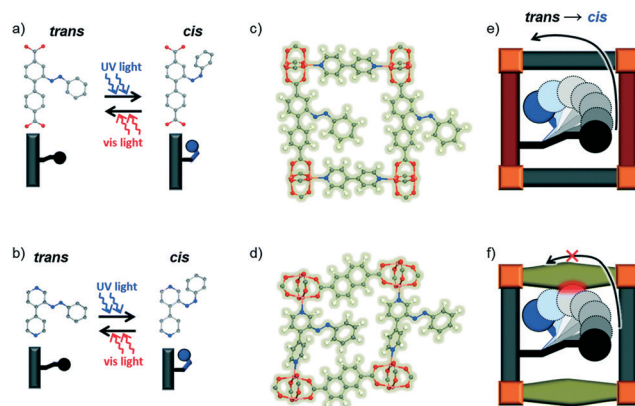 a)
trans
cis
UV light
vis light
b)
trans
cis
UV light
vis light
c)
d)
trans → cis
e)
f)